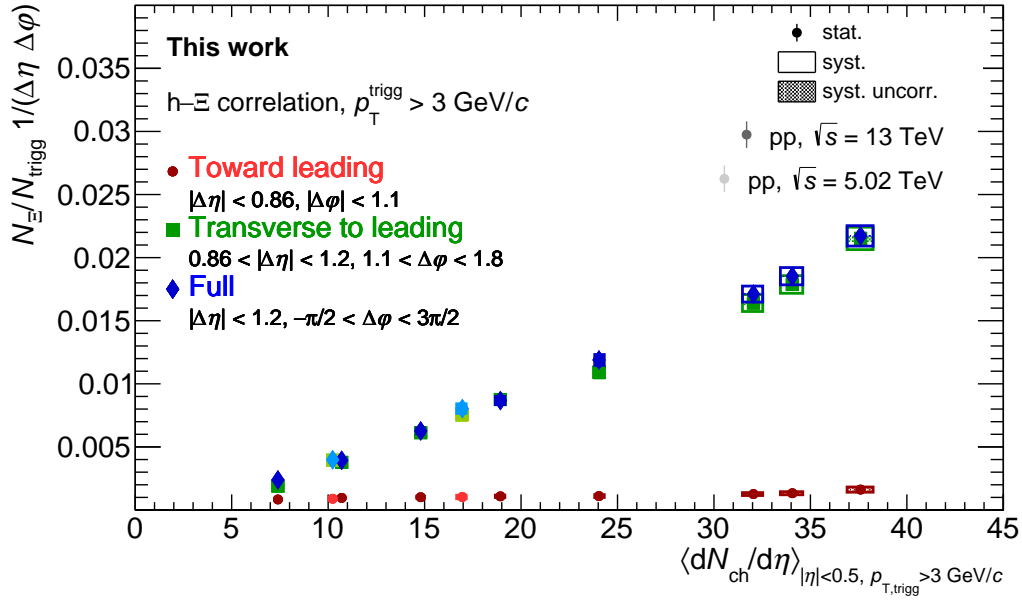 N_Ξ/N_trigg 1/(Δη Δφ)
This work
h–Ξ correlation, p_T^trigg > 3 GeV/c
Toward leading
|Δη| < 0.86, |Δφ| < 1.1
Transverse to leading
0.86 < |Δη| < 1.2, 1.1 < Δφ < 1.8
Full
|Δη| < 1.2, −π/2 < Δφ < 3π/2
stat.
syst.
syst. uncorr.
pp, √s = 13 TeV
pp, √s = 5.02 TeV
0.035
0.03
0.025
0.02
0.015
0.01
0.005
0 5 10 15 20 25 30 35 40 45
⟨dN_ch/dη⟩_|η|<0.5, p_T,trigg>3 GeV/c